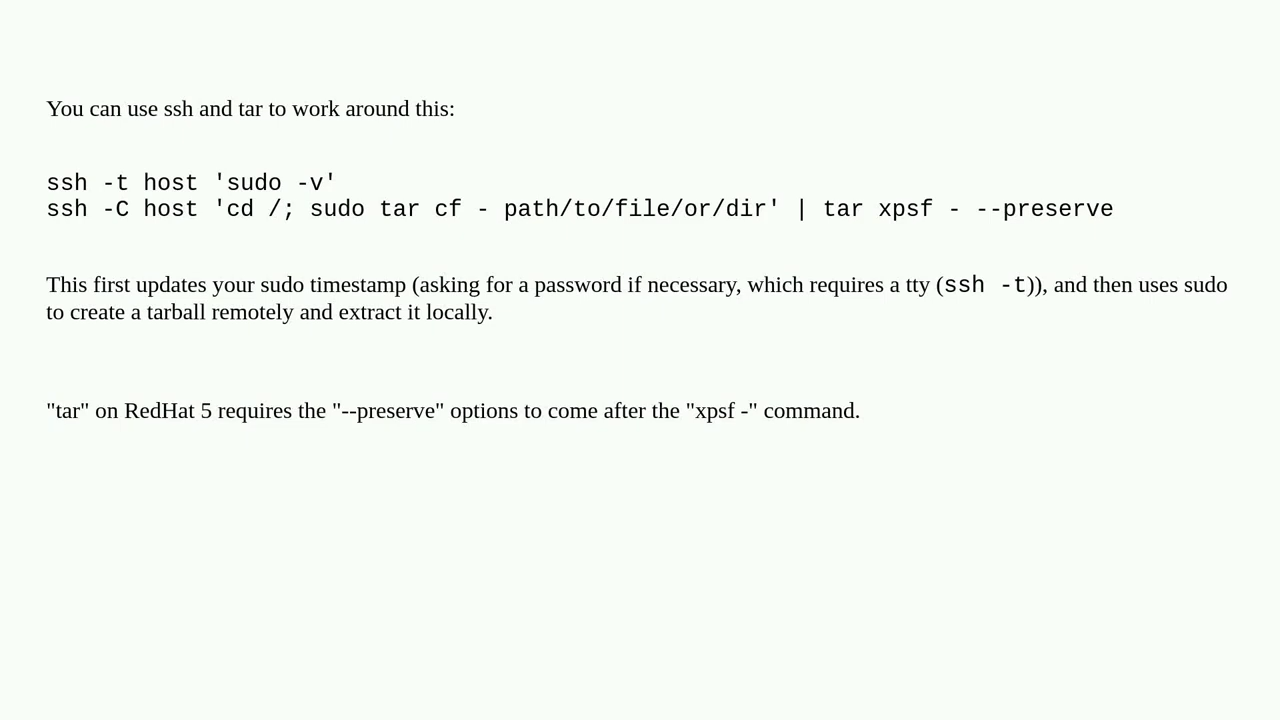 You can use ssh and tar to work around this:
ssh -t host 'sudo -v'
ssh -C host 'cd /; sudo tar cf - path/to/file/or/dir' | tar xpsf - --preserve
This first updates your sudo timestamp (asking for a password if necessary, which requires a tty (ssh -t)), and then uses sudo
to create a tarball remotely and extract it locally.
"tar" on RedHat 5 requires the "--preserve" options to come after the "xpsf -" command.